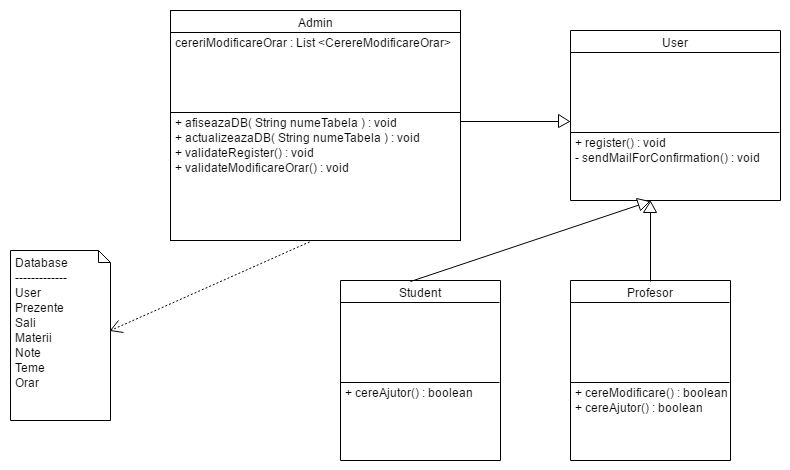 Admin
cereriModificareOrar : List <CerereModificareOrar>
+ afiseazaDB( String numeTabela ) : void
+ actualizeazaDB( String numeTabela ) : void
+ validateRegister() : void
+ validateModificareOrar() : void
User
+ register() : void
- sendMailForConfirmation() : void
Database
-------------
User
Prezente
Sali
Materii
Note
Teme
Orar
Student
+ cereAjutor() : boolean
Profesor
+ cereModificare() : boolean
+ cereAjutor() : boolean